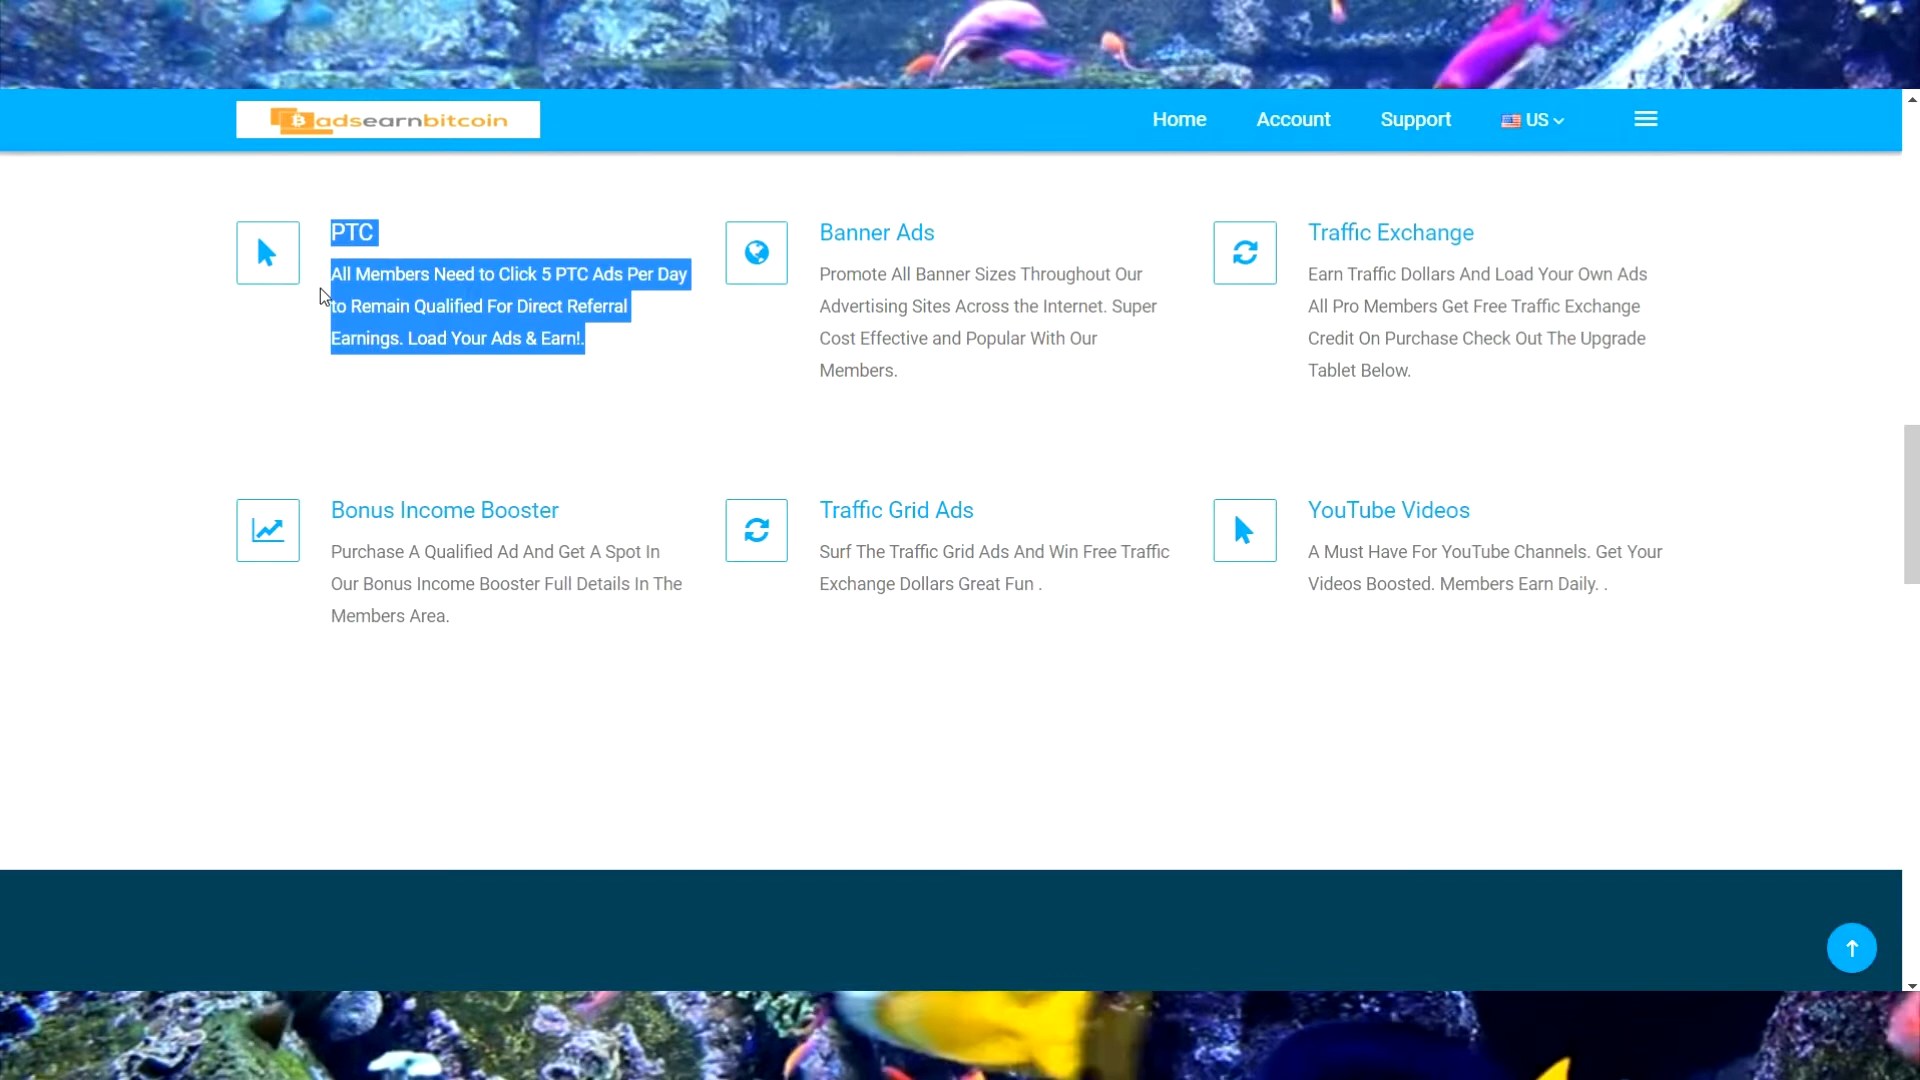 adsearnbitcoin
Home
Account
Support
US
PTC
All Members Need to Click 5 PTC Ads Per Day
to Remain Qualified For Direct Referral
Earnings. Load Your Ads & Earn!.
Banner Ads
Promote All Banner Sizes Throughout Our
Advertising Sites Across the Internet. Super
Cost Effective and Popular With Our
Members.
Traffic Exchange
Earn Traffic Dollars And Load Your Own Ads
All Pro Members Get Free Traffic Exchange
Credit On Purchase Check Out The Upgrade
Tablet Below.
Bonus Income Booster
Purchase A Qualified Ad And Get A Spot In
Our Bonus Income Booster Full Details In The
Members Area.
Traffic Grid Ads
Surf The Traffic Grid Ads And Win Free Traffic
Exchange Dollars Great Fun .
YouTube Videos
A Must Have For YouTube Channels. Get Your
Videos Boosted. Members Earn Daily. .